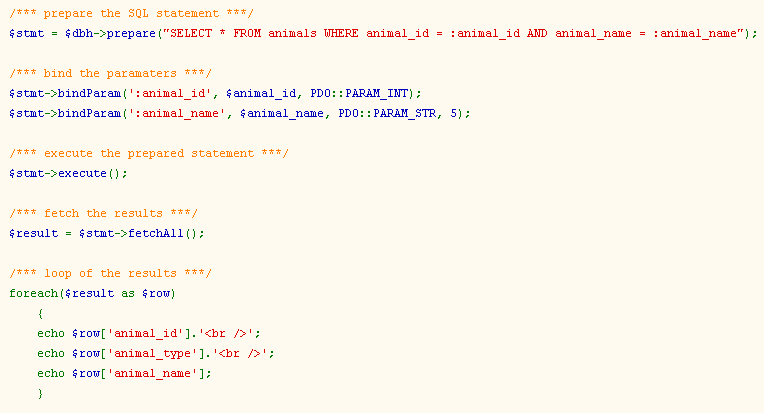 /*** prepare the SQL statement ***/
$stmt = $dbh->prepare("SELECT * FROM animals WHERE animal_id = :animal_id AND animal_name = :animal_name");
/*** bind the paramaters ***/
$stmt->bindParam(':animal_id', $animal_id, PDO::PARAM_INT);
$stmt->bindParam(':animal_name', $animal_name, PDO::PARAM_STR, 5);
/*** execute the prepared statement ***/
$stmt->execute();
/*** fetch the results ***/
$result = $stmt->fetchAll();
/*** loop of the results ***/
foreach($result as $row)
{
echo $row['animal_id'].'<br />';
echo $row['animal_type'].'<br />';
echo $row['animal_name'];
}